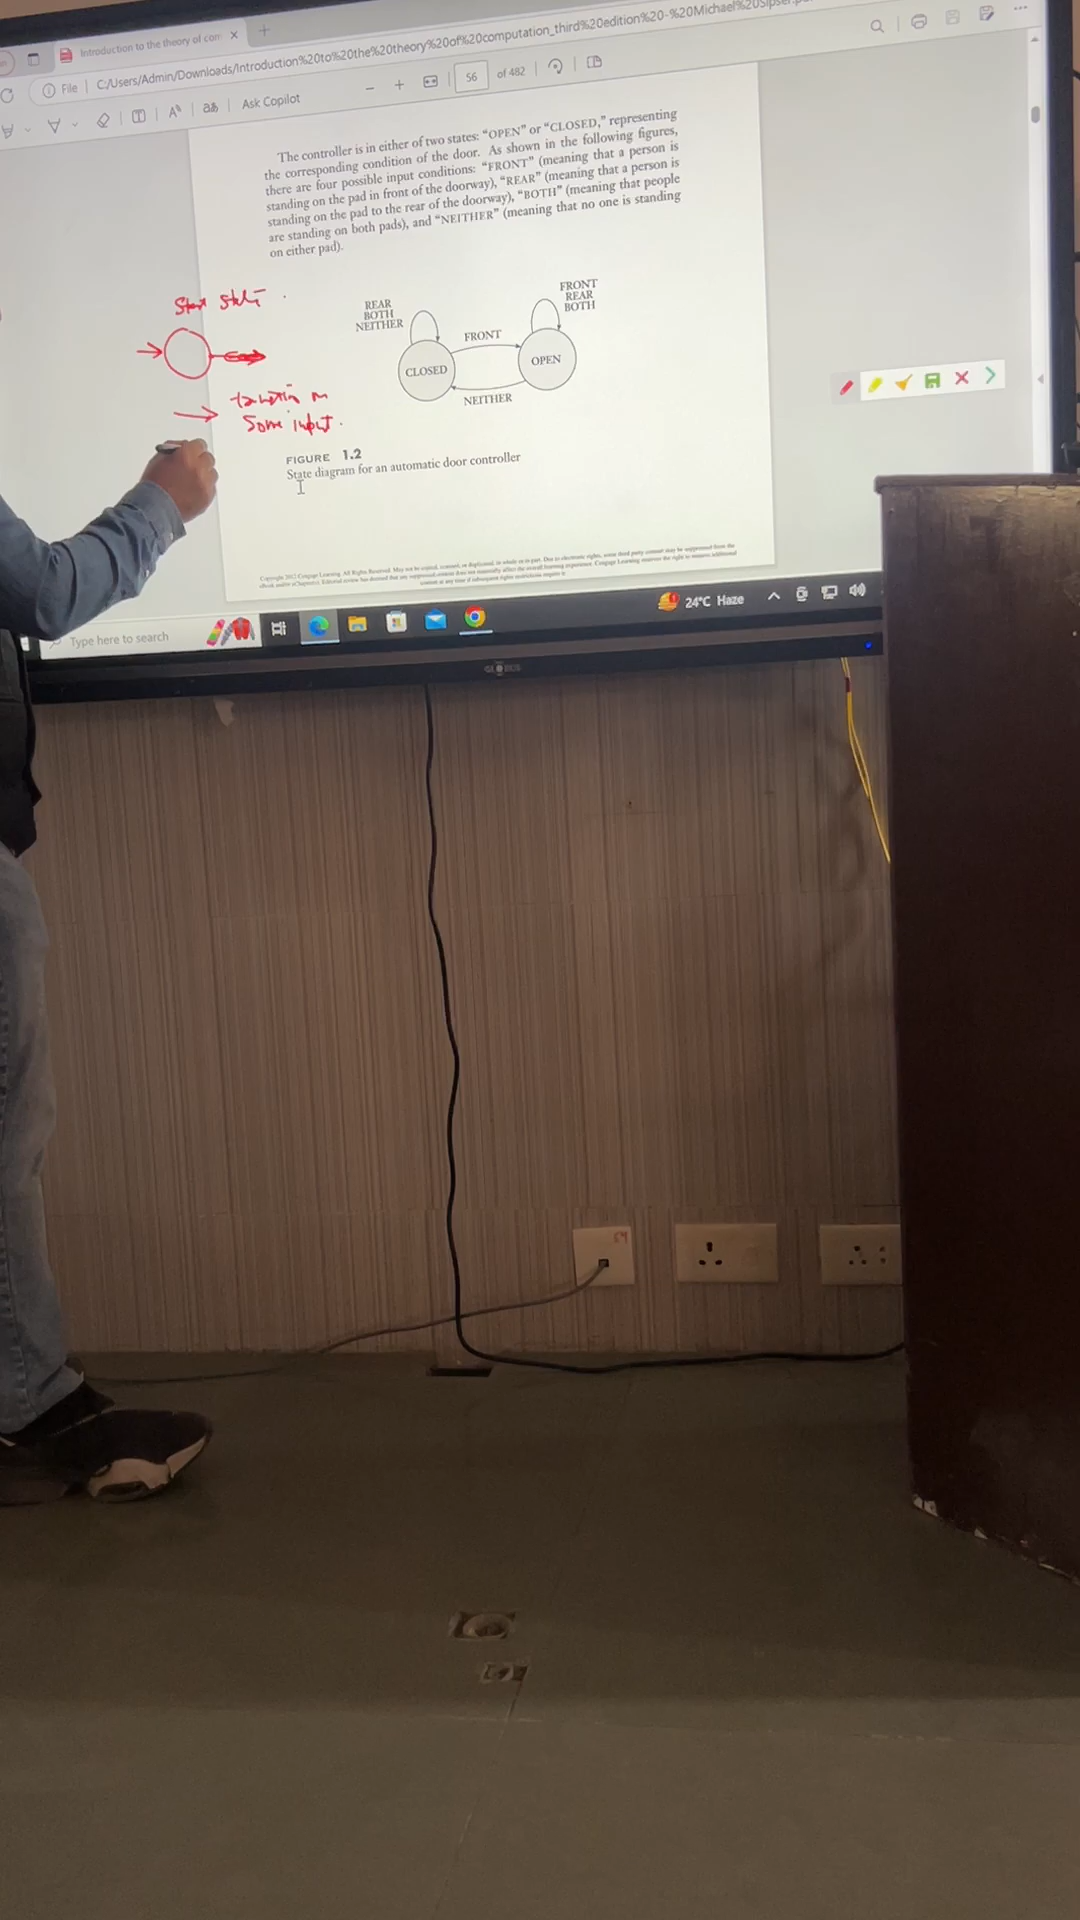 Introduction to the theory of com
File | C:/Users/Admin/Downloads/Introduction%20to%20the%20theory%20of%20computation_third%20edition%20-%20Michael%20Sipser.p
Ask Copilot
56 of 482
The controller is in either of two states: “OPEN” or “CLOSED,” representing
the corresponding condition of the door. As shown in the following figures,
there are four possible input conditions: “FRONT” (meaning that a person is
standing on the pad in front of the doorway), “REAR” (meaning that a person is
standing on the pad to the rear of the doorway), “BOTH” (meaning that people
are standing on both pads), and “NEITHER” (meaning that no one is standing
on either pad).
Start State
REAR
BOTH
NEITHER
FRONT
REAR
BOTH
FRONT
CLOSED
OPEN
NEITHER
Some input.
FIGURE 1.2
State diagram for an automatic door controller
Type here to search
24°C Haze